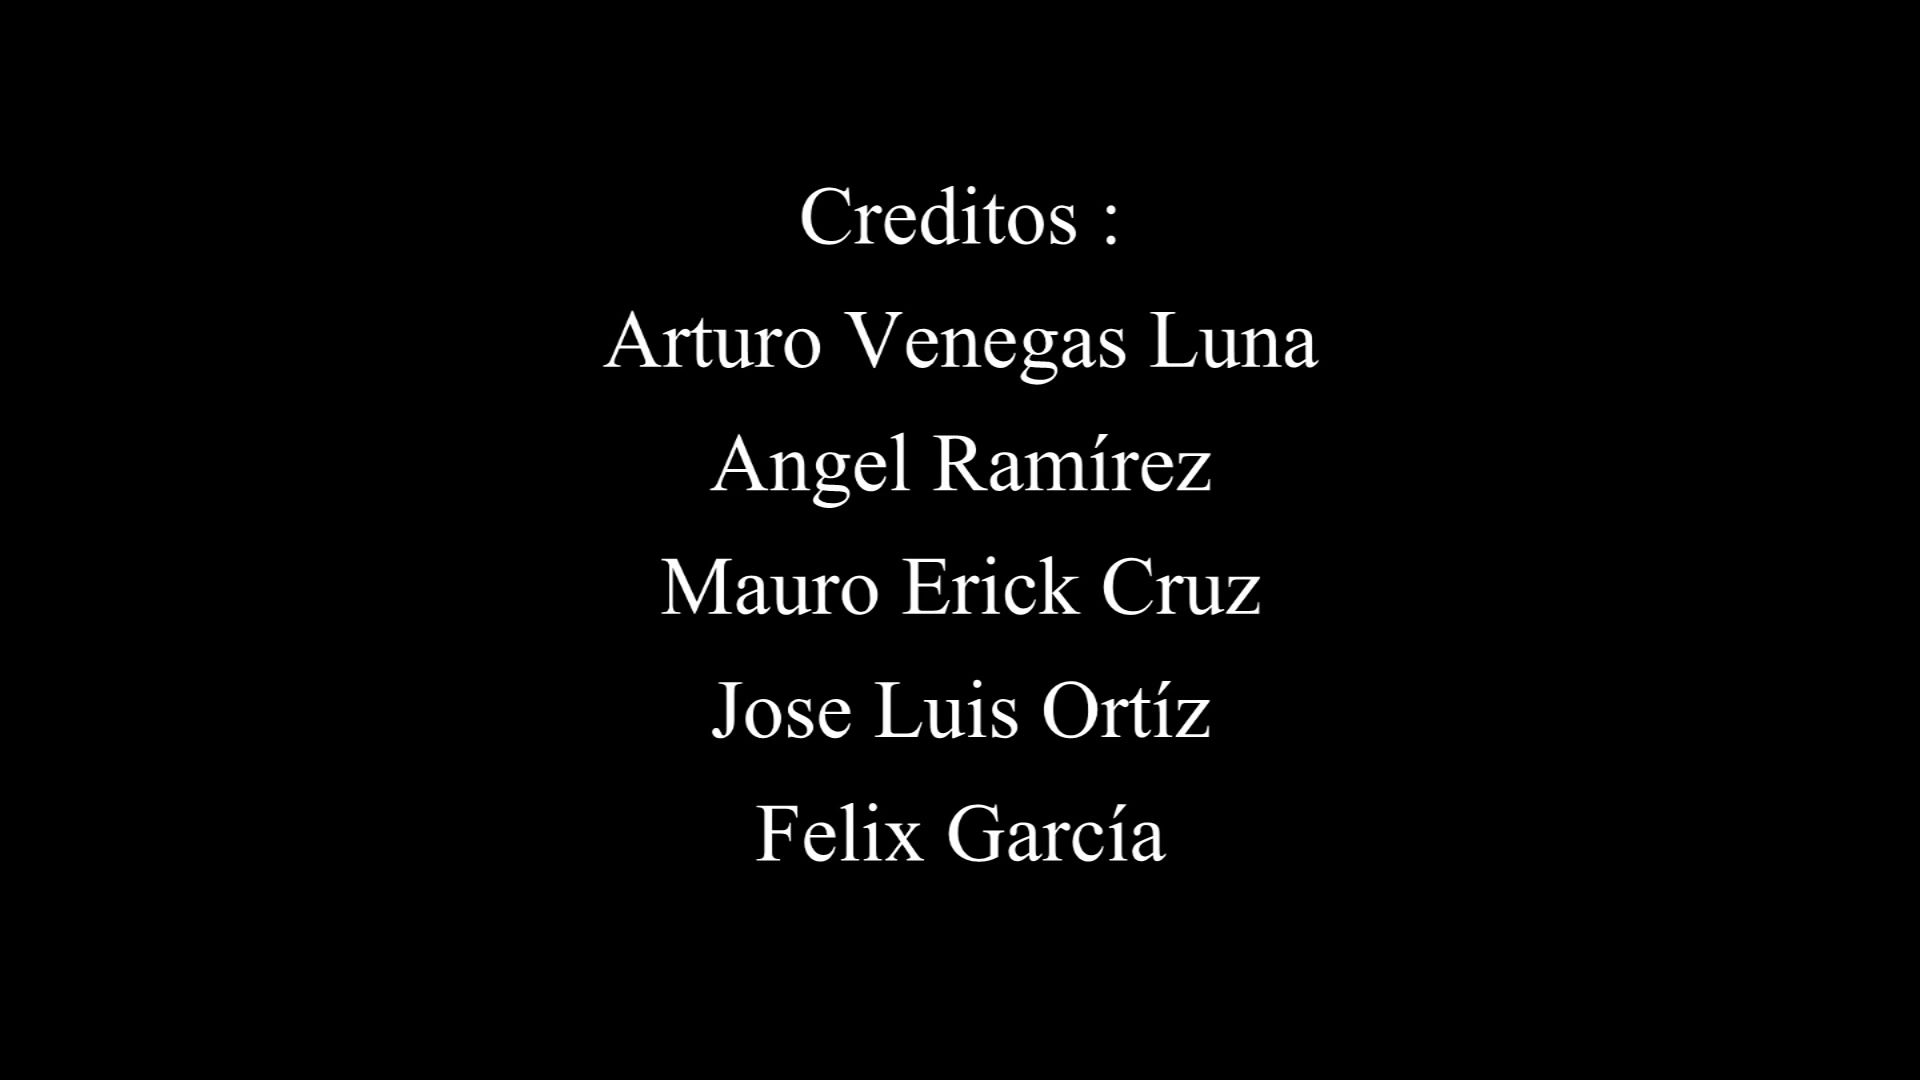 Creditos :
Arturo Venegas Luna
Angel Ramírez
Mauro Erick Cruz
Jose Luis Ortíz
Felix García